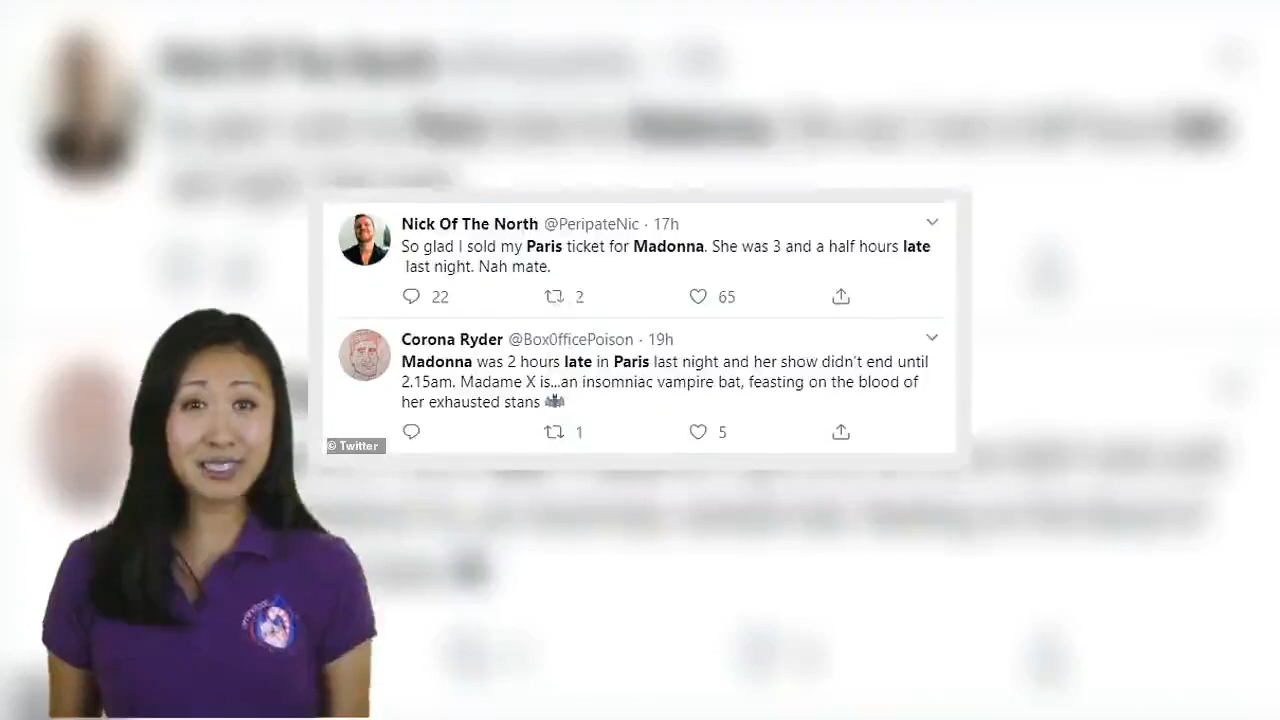 Nick Of The North @PeripateNic · 17h
So glad I sold my Paris ticket for Madonna. She was 3 and a half hours late
last night. Nah mate.
22 2 65
Corona Ryder @Box0fficePoison · 19h
Madonna was 2 hours late in Paris last night and her show didn't end until
2.15am. Madame X is...an insomniac vampire bat, feasting on the blood of
her exhausted stans 🦇
1 5
© Twitter